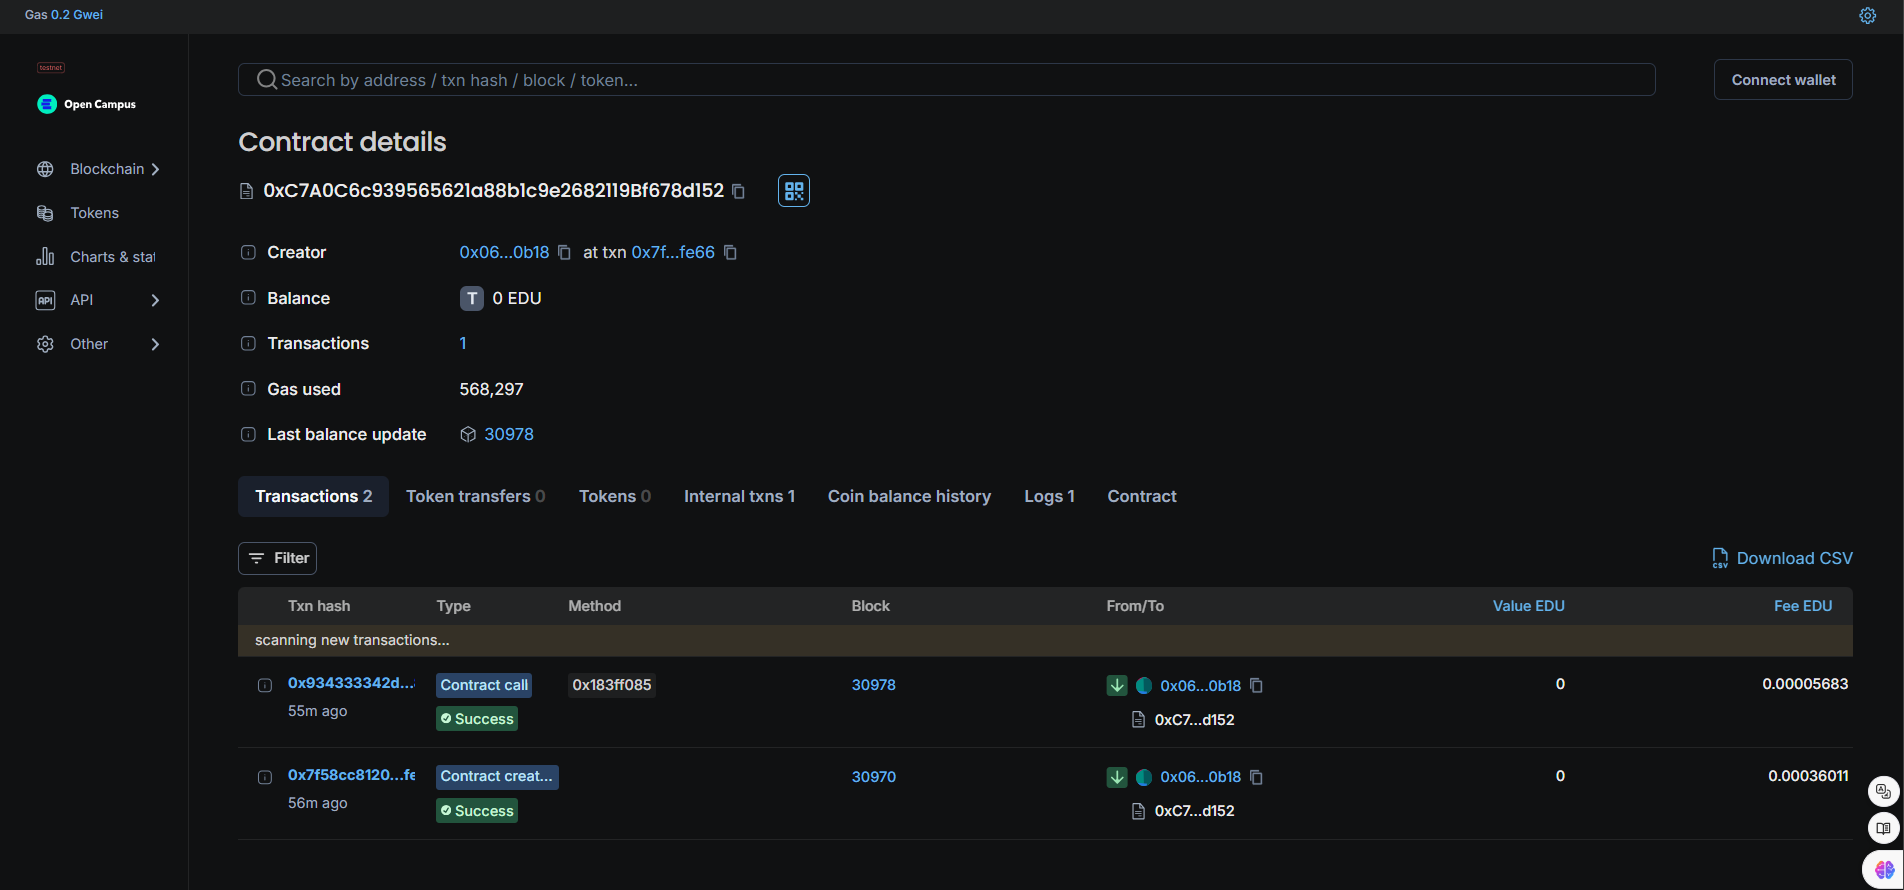 Gas 0.2 Gwei
testnet
Open Campus
Search by address / txn hash / block / token...
Connect wallet
Blockchain
Tokens
Charts & stat
API
Other
Contract details
0xC7A0C6c939565621a88b1c9e2682119Bf678d152
Creator 0x06...0b18 at txn 0x7f...fe66
Balance T 0 EDU
Transactions 1
Gas used 568,297
Last balance update 30978
Transactions 2 Token transfers 0 Tokens 0 Internal txns 1 Coin balance history Logs 1 Contract
Filter
CSV Download CSV
Txn hash Type Method Block From/To Value EDU Fee EDU
scanning new transactions...
0x934333342d... Contract call 0x183ff085 30978 0x06...0b18 0 0.00005683
55m ago Success 0xC7...d152
0x7f58cc8120...fe Contract creat... 30970 0x06...0b18 0 0.00036011
56m ago Success 0xC7...d152